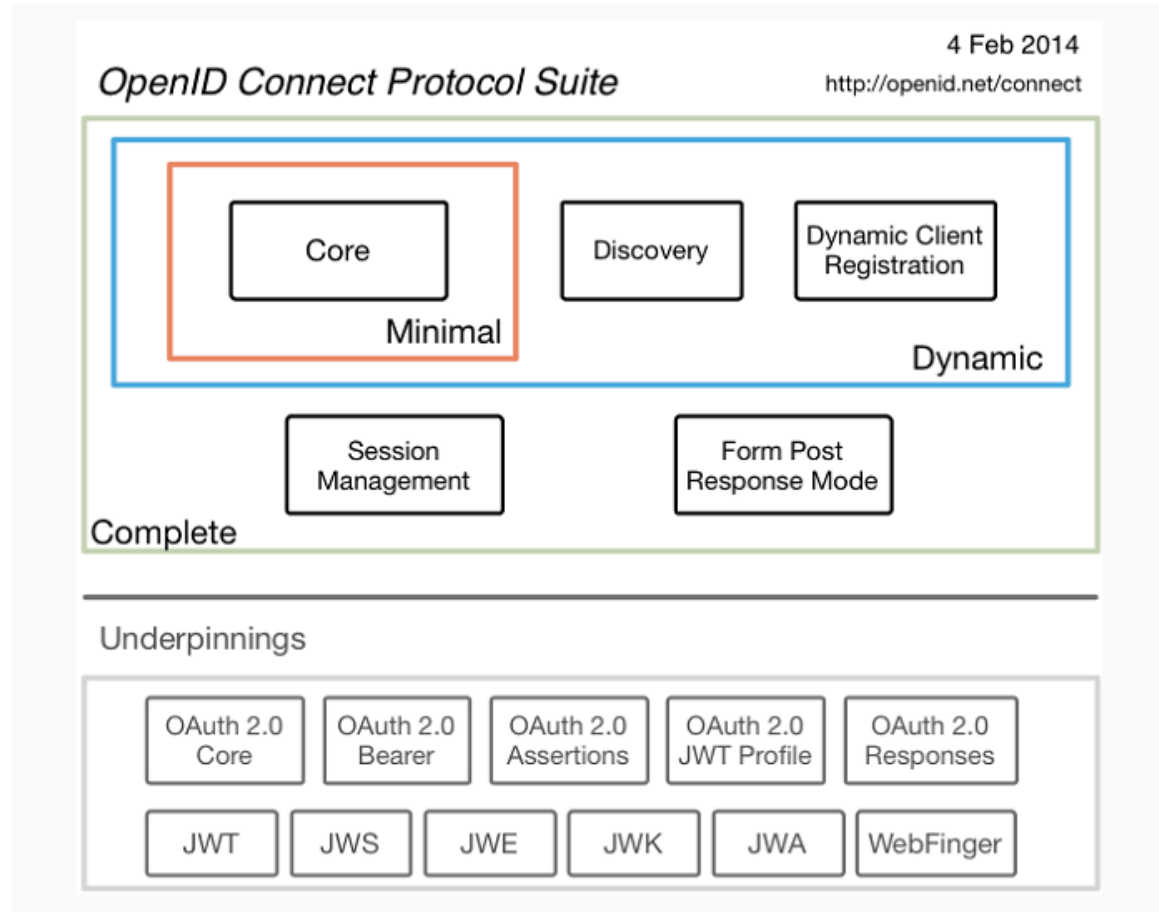 4 Feb 2014
OpenID Connect Protocol Suite
http://openid.net/connect
Core
Discovery
Dynamic Client
Registration
Minimal
Dynamic
Session
Management
Form Post
Response Mode
Complete
Underpinnings
OAuth 2.0
Core
OAuth 2.0
Bearer
OAuth 2.0
Assertions
OAuth 2.0
JWT Profile
OAuth 2.0
Responses
JWT
JWS
JWE
JWK
JWA
WebFinger